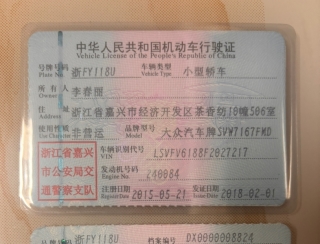 中华人民共和国机动车行驶证
Vehicle License of the People's Republic of China
号牌号码 浙FY118U 车辆类型 小型轿车
Plate No. Vehicle Type
所有人 李春丽
Owner
住址 浙江省嘉兴市经济开发区茶香坊10幢506室
Address
使用性质 非营运 品牌型号 大众汽车牌SVW7167FMD
Use Character Model
浙江省嘉兴市公安局交通警察支队
车辆识别代号 LSVFV6188F2027217
VIN
发动机号码 Z40084
Engine No.
注册日期 2015-05-21 发证日期 2018-02-01
Register Date Issue Date
号牌号码 浙FY118U 档案编号 DX0000008824